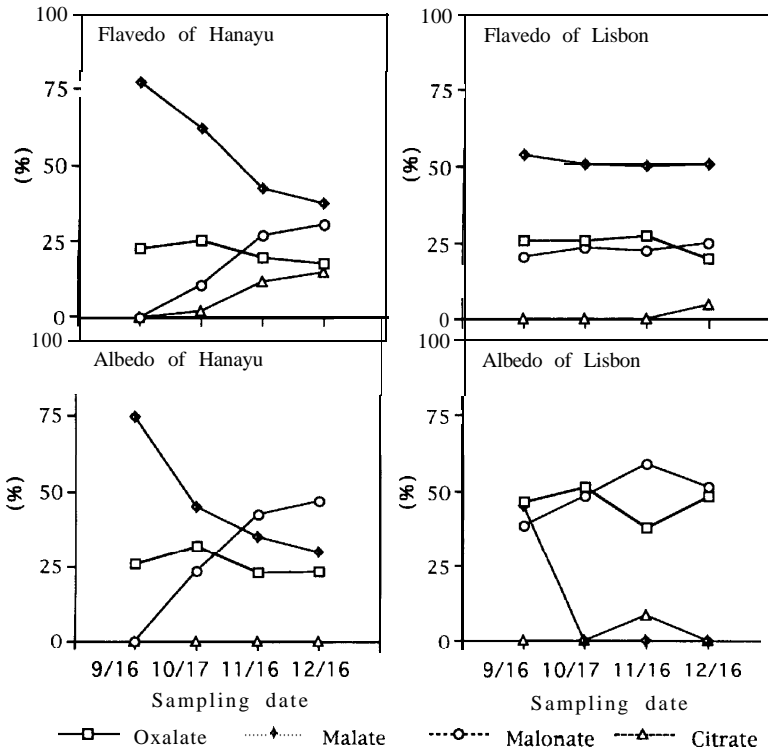 100
Flavedo of Hanayu
75
50
25
0
(%)
100
Flavedo of Lisbon
75
50
25
0
(%)
100
Albedo of Hanayu
75
50
25
0
(%)
9/16 10/17 11/16 12/16
Sampling date
100
Albedo of Lisbon
75
50
25
0
(%)
9/16 10/17 11/16 12/16
Sampling date
Oxalate Malate Malonate Citrate